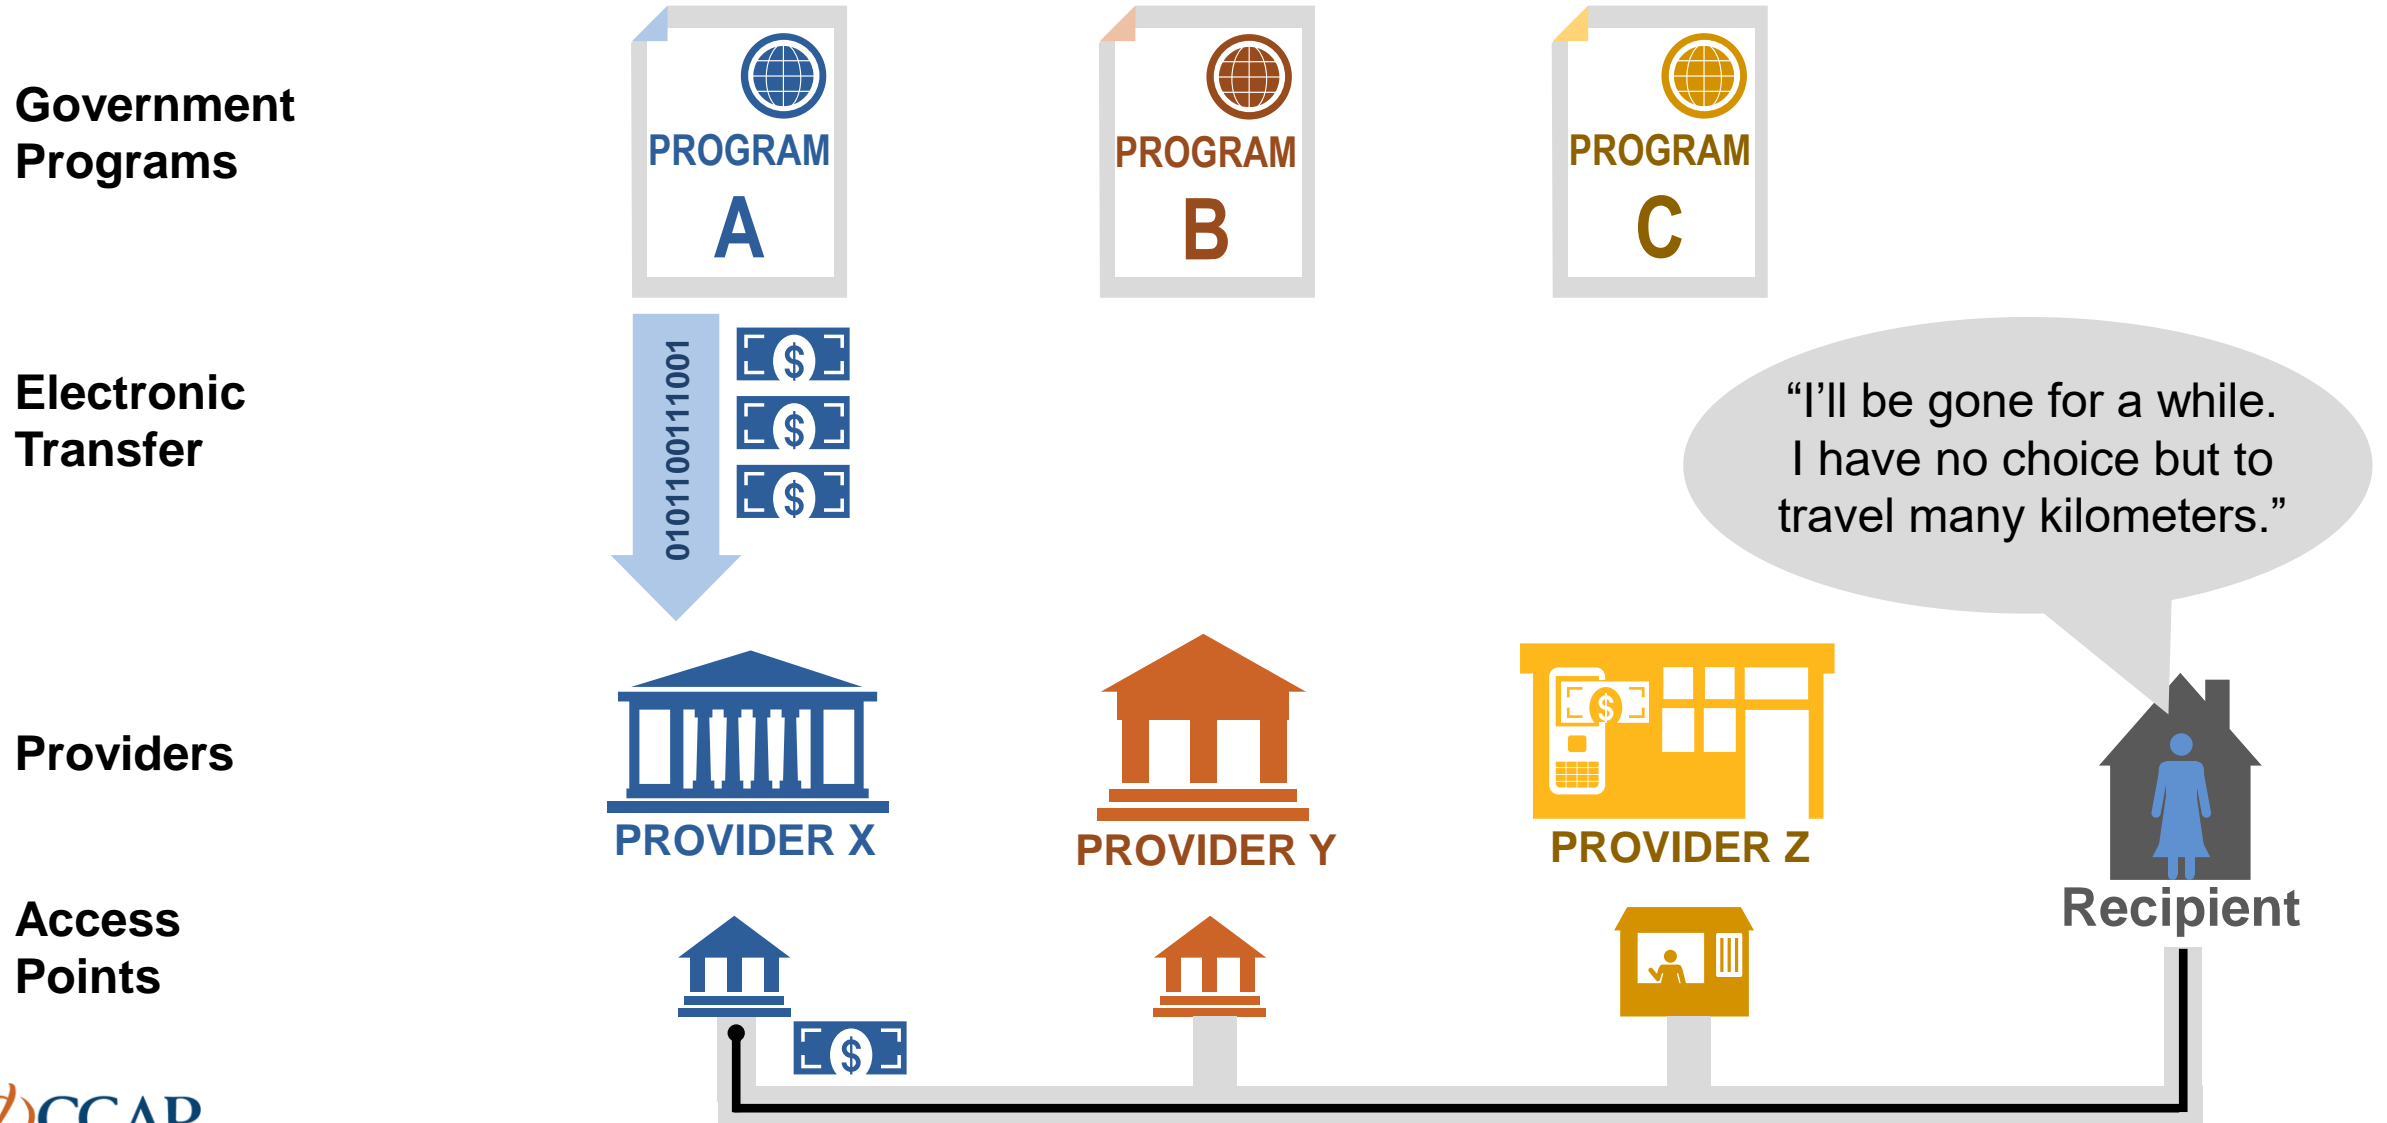 Government
Programs
PROGRAM
A
PROGRAM
B
PROGRAM
C
Electronic
Transfer
0101100111001
$
$
$
“I’ll be gone for a while.
I have no choice but to
travel many kilometers.”
Providers
$
PROVIDER X
PROVIDER Y
PROVIDER Z
Recipient
Access
Points
$